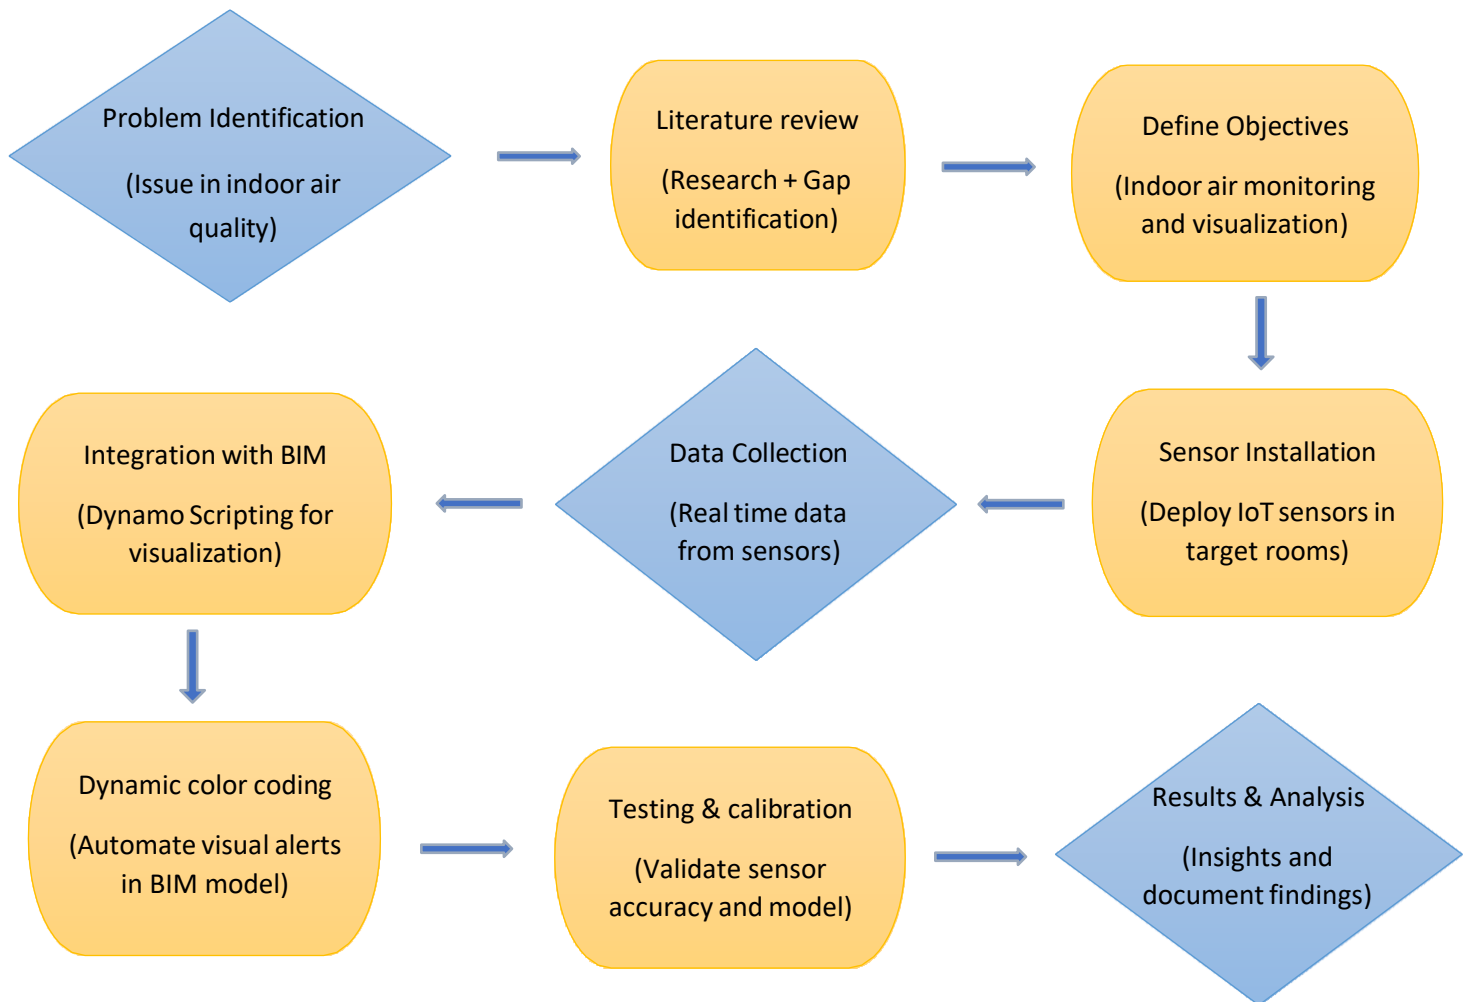 Problem Identification
(Issue in indoor air
quality)
Literature review
(Research + Gap
identification)
Define Objectives
(Indoor air monitoring
and visualization)
Sensor Installation
(Deploy IoT sensors in
target rooms)
Data Collection
(Real time data
from sensors)
Integration with BIM
(Dynamo Scripting for
visualization)
Dynamic color coding
(Automate visual alerts
in BIM model)
Testing & calibration
(Validate sensor
accuracy and model)
Results & Analysis
(Insights and
document findings)